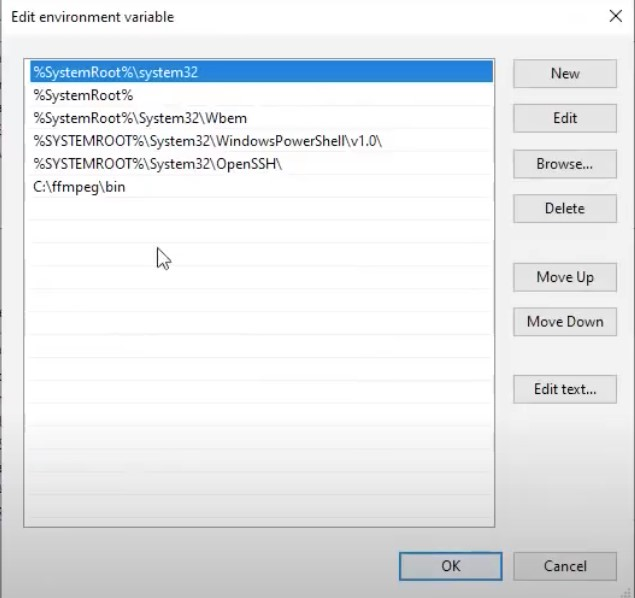 Edit environment variable
%SystemRoot%\system32
%SystemRoot%
%SystemRoot%\System32\Wbem
%SYSTEMROOT%\System32\WindowsPowerShell\v1.0\
%SYSTEMROOT%\System32\OpenSSH\
C:\ffmpeg\bin
New
Edit
Browse...
Delete
Move Up
Move Down
Edit text...
OK
Cancel